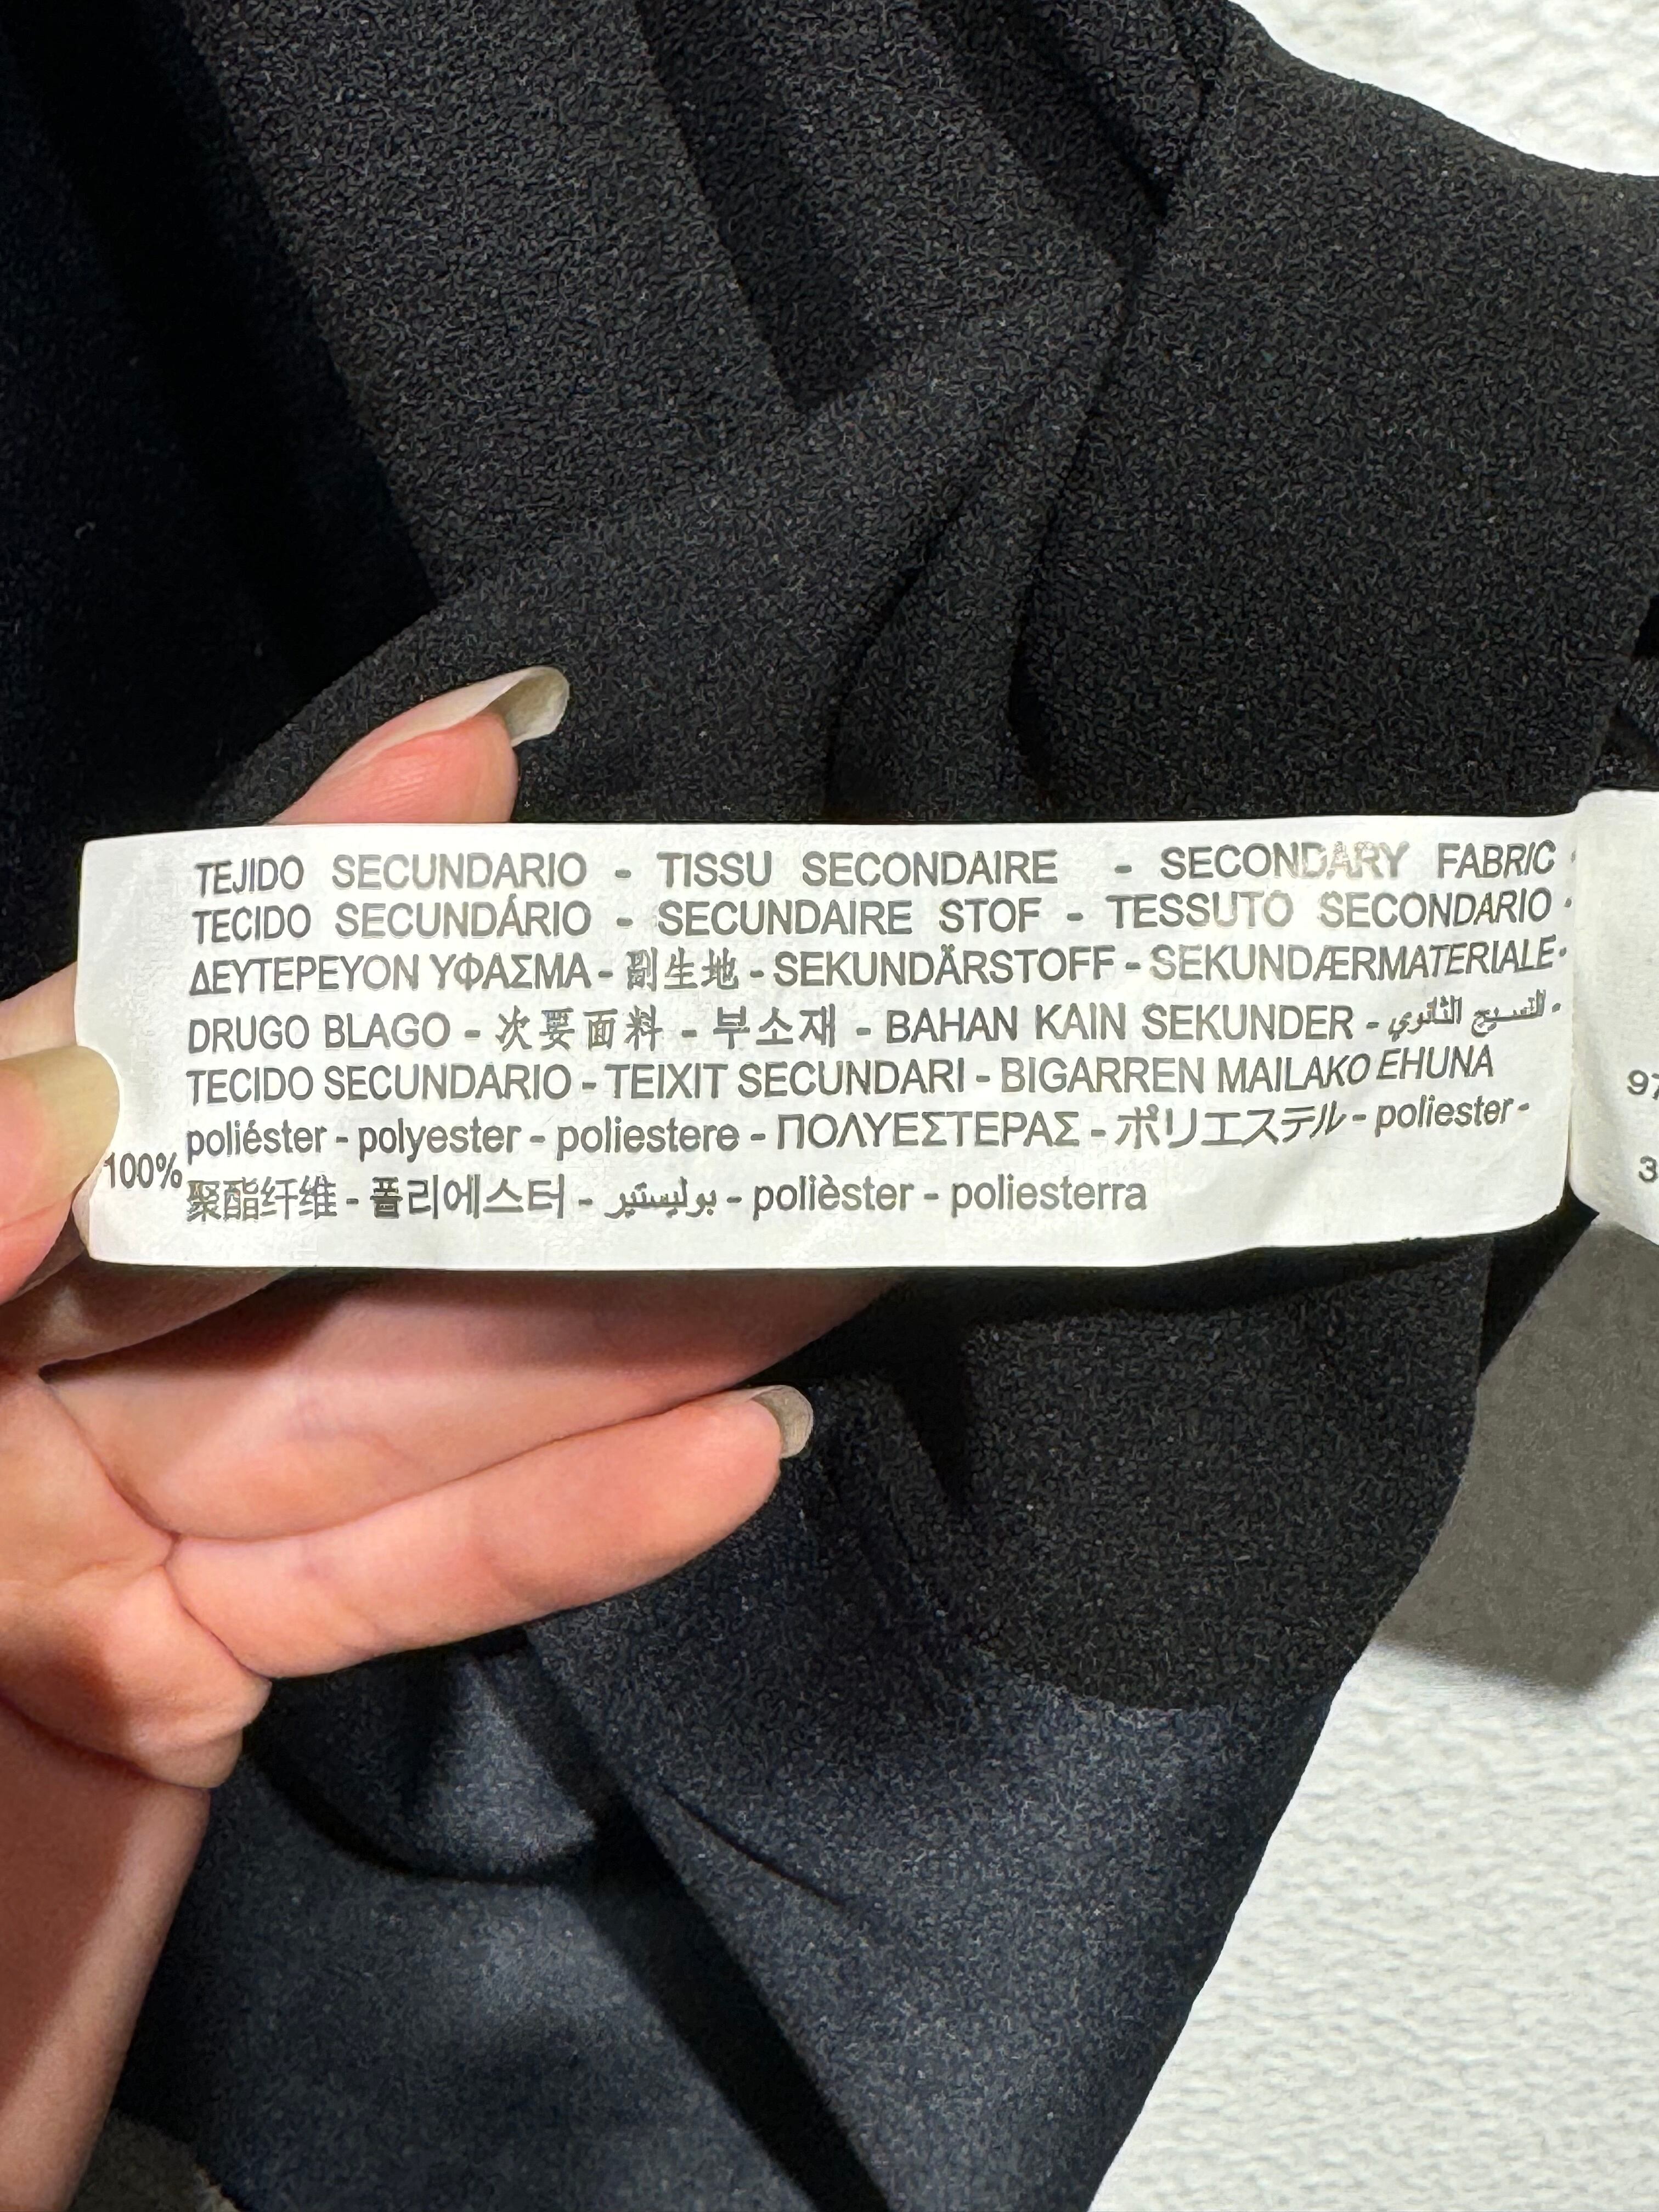 TEJIDO SECUNDARIO - TISSU SECONDAIRE - SECONDARY FABRIC -
TECIDO SECUNDÁRIO - SECUNDAIRE STOF - TESSUTO SECONDARIO -
ΔΕΥΤΕΡΕΥΟΝ ΥΦΑΣΜΑ - 副生地 - SEKUNDÄRSTOFF - SEKUNDÆRMATERIALE -
DRUGO BLAGO - 次要面料 - 부소재 - BAHAN KAIN SEKUNDER - النسيج الثانوي -
TECIDO SECUNDARIO - TEIXIT SECUNDARI - BIGARREN MAILAKO EHUNA
100% poliéster - polyester - poliestere - ΠΟΛΥΕΣΤΕΡΑΣ - ポリエステル - poliester -
聚酯纤维 - 폴리에스터 - بوليستير - polièster - poliesterra
97
3